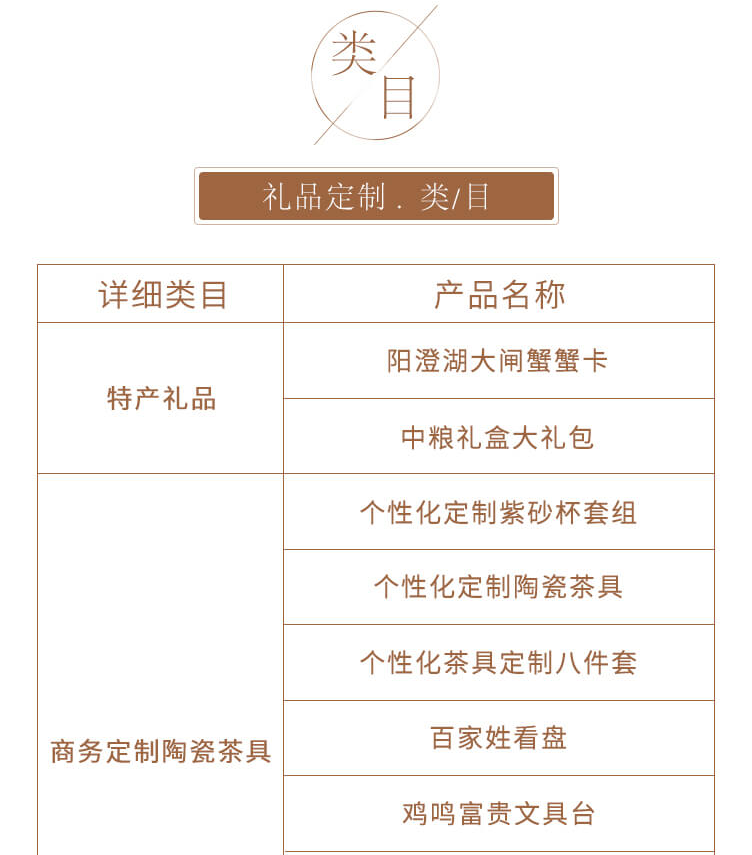 类
目
礼品定制 . 类/目
详细类目
产品名称
特产礼品
阳澄湖大闸蟹蟹卡
中粮礼盒大礼包
商务定制陶瓷茶具
个性化定制紫砂杯套组
个性化定制陶瓷茶具
个性化茶具定制八件套
百家姓看盘
鸡鸣富贵文具台